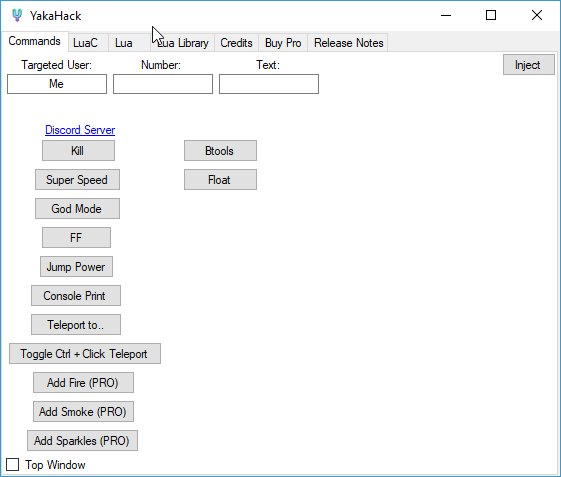 YakaHack
Commands LuaC Lua Lua Library Credits Buy Pro Release Notes
Targeted User: Number: Text: Inject
Me
Discord Server
Kill Btools
Super Speed Float
God Mode
FF
Jump Power
Console Print
Teleport to..
Toggle Ctrl + Click Teleport
Add Fire (PRO)
Add Smoke (PRO)
Add Sparkles (PRO)
Top Window